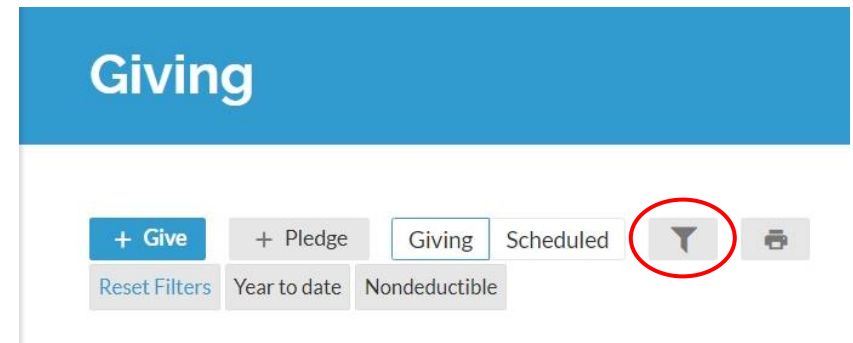 Giving
+ Give + Pledge Giving Scheduled
Reset Filters Year to date Nondeductible